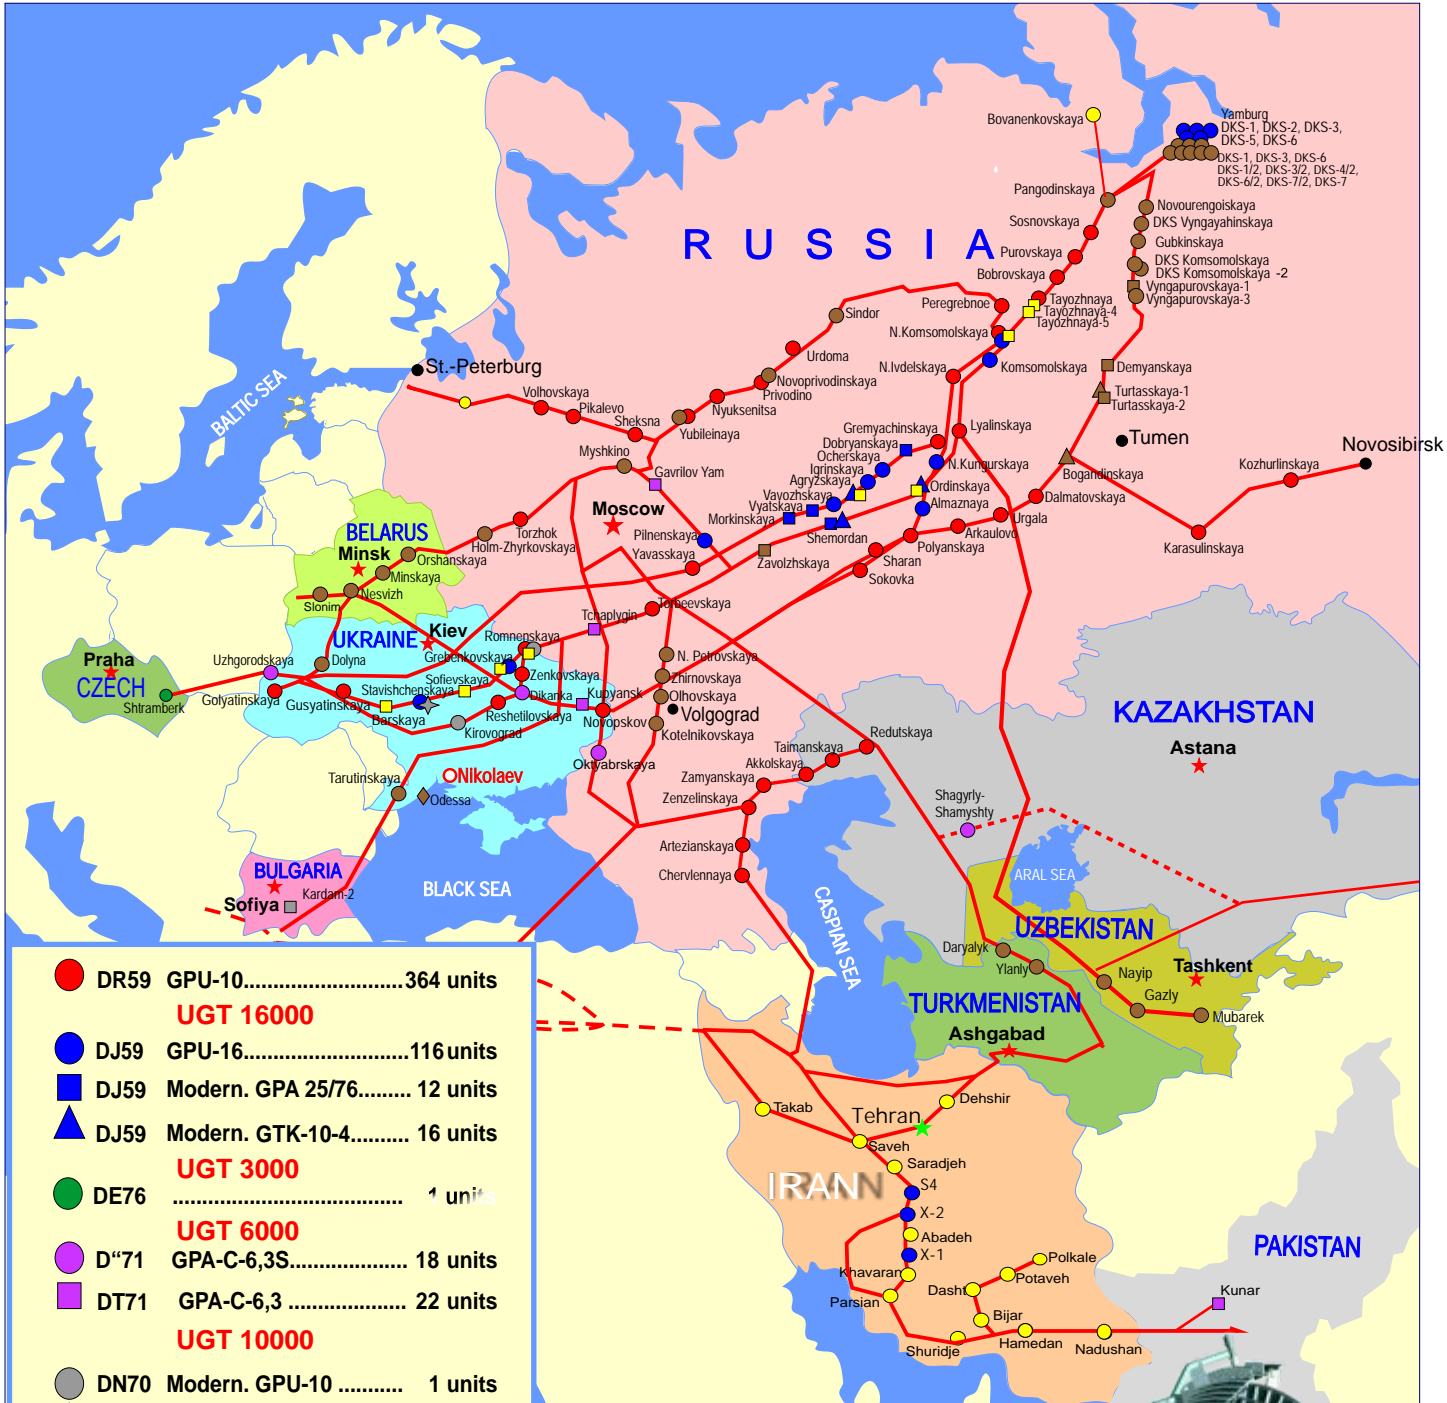 Bovanenkovskaya
Yamburg
DKS-1, DKS-2, DKS-3,
DKS-5, DKS-6
DKS-1, DKS-3, DKS-6
DKS-1/2, DKS-3/2, DKS-4/2,
DKS-6/2, DKS-7/2, DKS-7
Pangodinskaya
Novourengoiskaya
Sosnovskaya
DKS Vyngayahinskaya
RUSSIA
Gubkinskaya
Purovskaya
DKS Komsomolskaya
DKS Komsomolskaya -2
Bobrovskaya
Vyngapurovskaya-1
Vyngapurovskaya-3
Peregrebnoe
Tayozhnaya
Tayozhnaya-4
Tayozhnaya-5
Sindor
N.Komsomolskaya
Urdoma
St.-Peterburg
N.Ivdelskaya
Komsomolskaya
Demyanskaya
Novoprivodinskaya
Privodino
Turtasskaya-1
Turtasskaya-2
BALTIC SEA
Volhovskaya
Pikalevo
Nyuksenitsa
Sheksna
Yubileinaya
Gremyachinskaya
Lyalinskaya
Dobryanskaya
Tumen
Novosibirsk
Myshkino
Ocherskaya
Igrinskaya
N.Kungurskaya
Kozhurlinskaya
Gavrilov Yam
Agryzskaya
Ordinskaya
Bogandinskaya
Vavozhskaya
Vyatskaya
Almaznaya
Dalmatovskaya
Moscow
Morkinskaya
Urgala
BELARUS
Torzhok
Pilnenskaya
Shemordan
Arkaulovo
Holm-Zhyrkovskaya
Polyanskaya
Karasulinskaya
Minsk
Orshanskaya
Yavasskaya
Zavolzhskaya
Sharan
Minskaya
Sokovka
Nesvizh
Slonim
Torbeevskaya
Tchaplygin
UKRAINE
Kiev
Romnenskaya
Praha
Uzhgorodskaya
Dolyna
Grebenkovskaya
N. Petrovskaya
CZECH
Sofievskaya
Zenkovskaya
Zhirnovskaya
Shtramberk
Golyatinskaya
Gusyatinskaya
Stavishchenskaya
Dikanka
Kupyansk
Olhovskaya
Barskaya
Reshetilovskaya
Novopskov
Volgograd
Kirovograd
Kotelnikovskaya
KAZAKHSTAN
Redutskaya
Astana
Taimanskaya
Oktyabrskaya
Akkolskaya
Tarutinskaya
Nikolaev
Zamyanskaya
Odessa
Zenzelinskaya
Shagyrly-
Shamyshty
Artezianskaya
BULGARIA
Chervlennaya
ARAL SEA
Kardam-2
BLACK SEA
Sofiya
CASPIAN SEA
UZBEKISTAN
Daryalyk
Ylanly
Nayip
Tashkent
Gazly
TURKMENISTAN
Mubarek
Ashgabad
DR59 GPU-10...........................364 units
UGT 16000
DJ59 GPU-16............................116 units
DJ59 Modern. GPA 25/76......... 12 units
DJ59 Modern. GTK-10-4.......... 16 units
UGT 3000
DE76 ....................................... 1 units
UGT 6000
D“71 GPA-C-6,3S.................... 18 units
DT71 GPA-C-6,3 .................... 22 units
UGT 10000
DN70 Modern. GPU-10 ........... 1 units
Takab
Dehshir
Tehran
Saveh
Saradjeh
IRAN
S4
X-2
Abadeh
X-1
Polkale
PAKISTAN
Khavaran
Potaveh
Dasht
Parsian
Kunar
Bijar
Shuridje
Hamedan
Nadushan